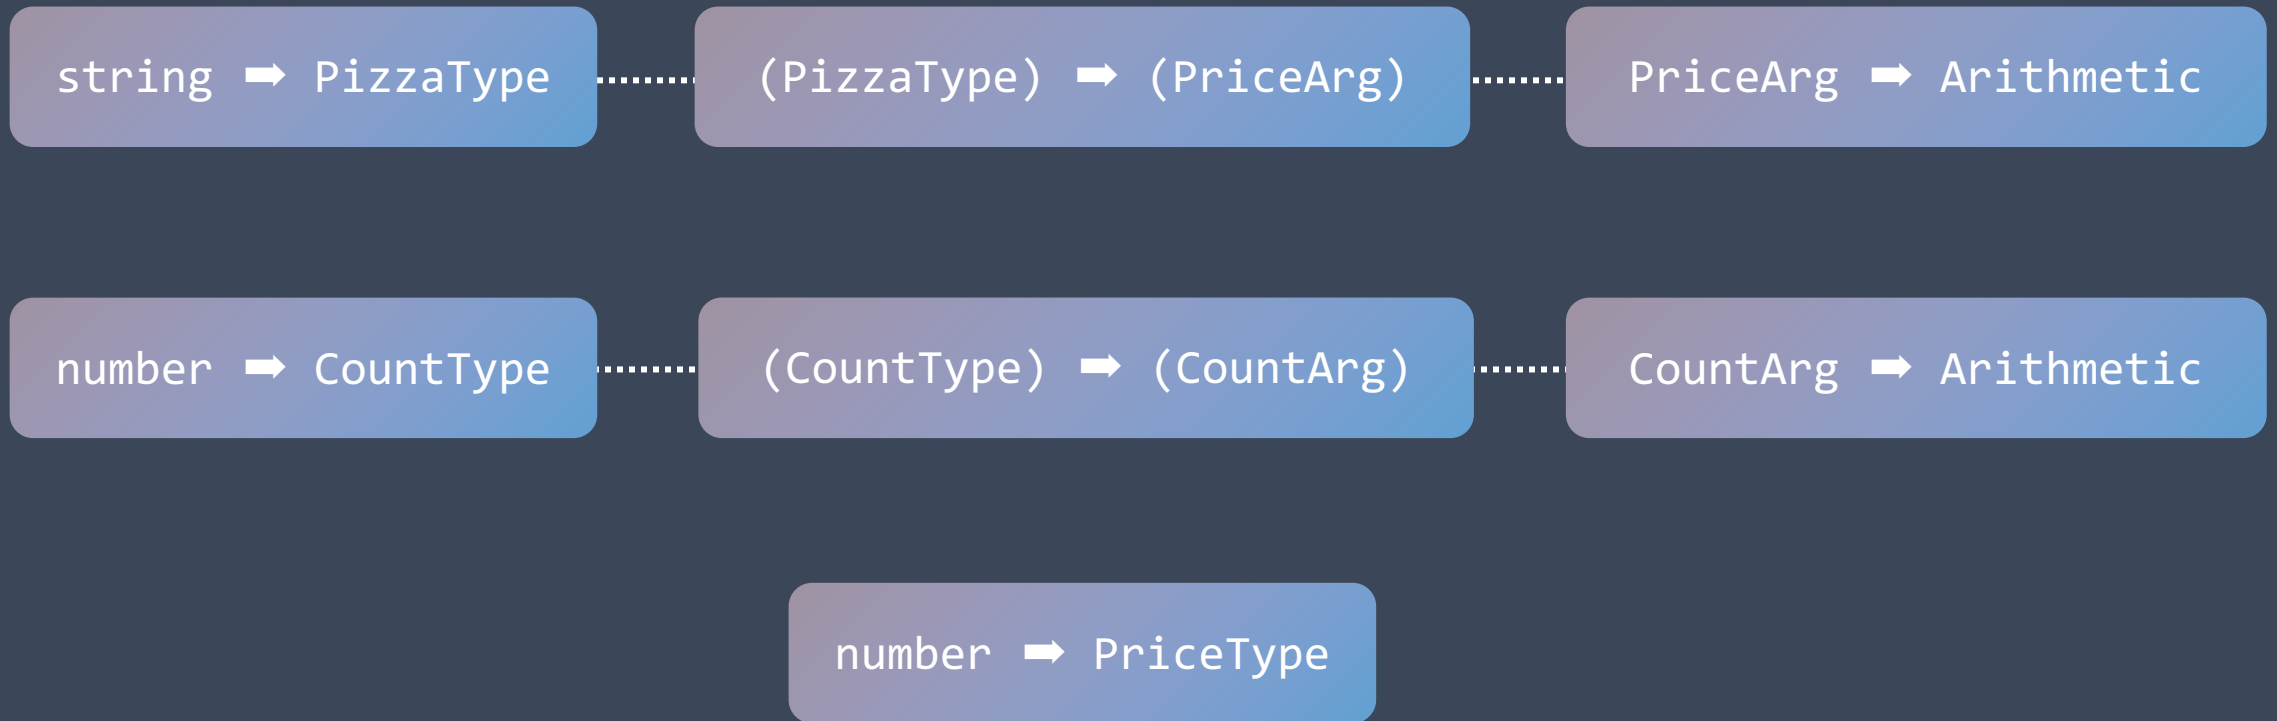 string ➡ PizzaType
(PizzaType) ➡ (PriceArg)
PriceArg ➡ Arithmetic
number ➡ CountType
(CountType) ➡ (CountArg)
CountArg ➡ Arithmetic
number ➡ PriceType